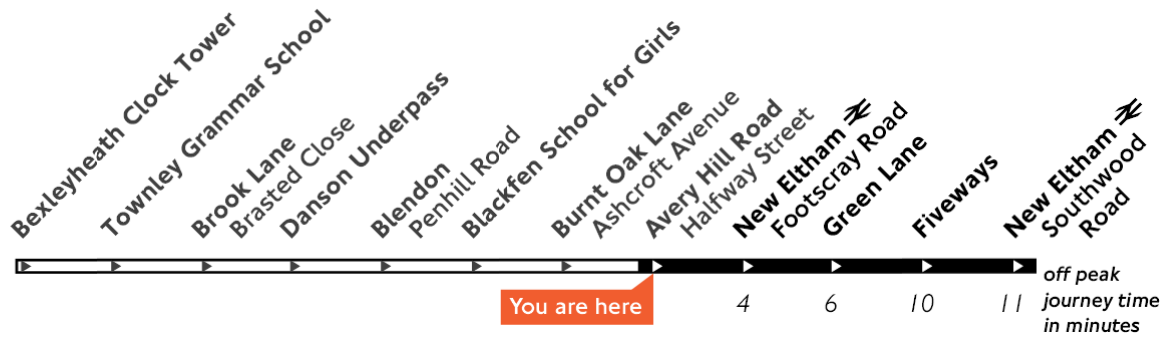 Bexleyheath Clock Tower
Townley Grammar School
Brook Lane
Brasted Close
Danson Underpass
Blendon
Penhill Road
Blackfen School for Girls
Burnt Oak Lane
Ashcroft Avenue
Avery Hill Road
Halfway Street
New Eltham
Footscray Road
Green Lane
Fiveways
New Eltham
Southwood
Road
You are here
4
6
10
11
off peak
journey time
in minutes